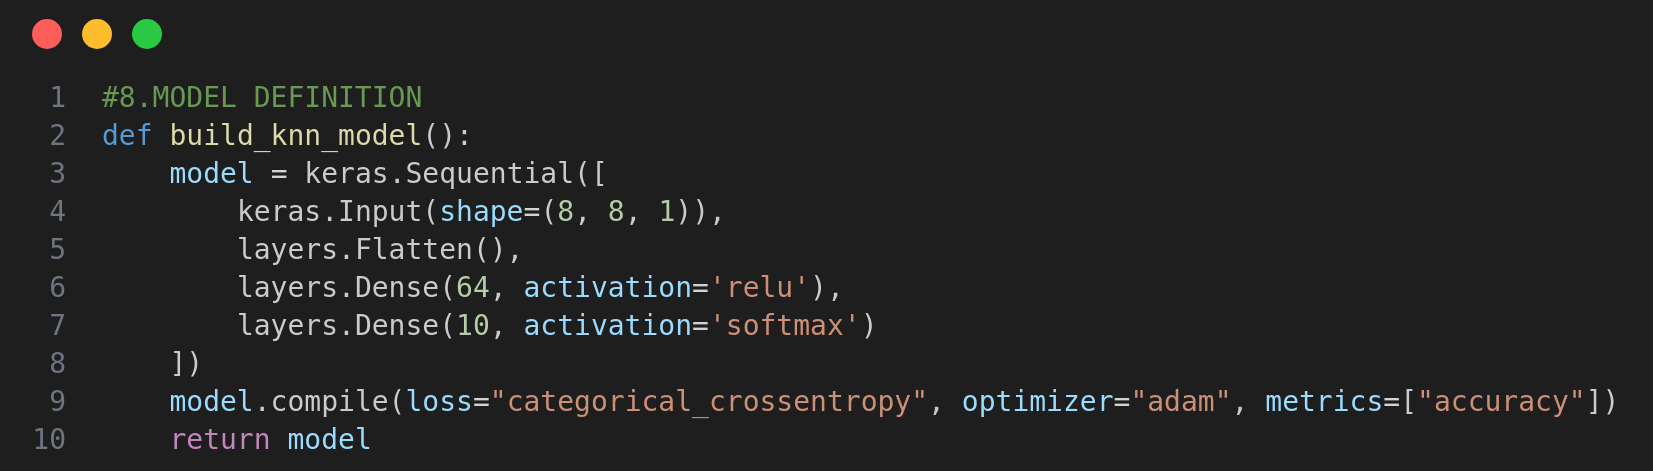 1 #8.MODEL DEFINITION
2 def build_knn_model():
3     model = keras.Sequential([
4         keras.Input(shape=(8, 8, 1)),
5         layers.Flatten(),
6         layers.Dense(64, activation='relu'),
7         layers.Dense(10, activation='softmax')
8     ])
9     model.compile(loss="categorical_crossentropy", optimizer="adam", metrics=["accuracy"])
10     return model